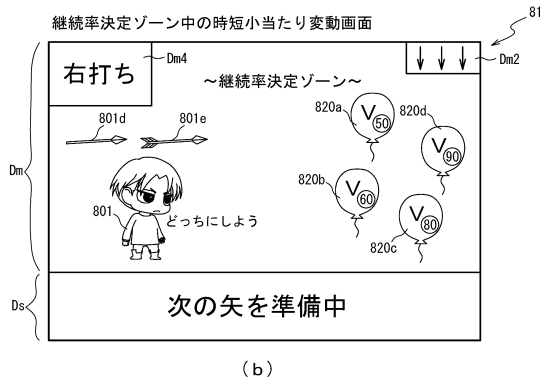 継続率決定ゾーン中の時短小当たり変動画面
81
右打ち
Dm4
Dm2
～継続率決定ゾーン～
801d
801e
820a
V 50
820d
V 90
Dm
820b
V 60
820c
V 80
801
どっちにしよう
Ds
次の矢を準備中
(b)